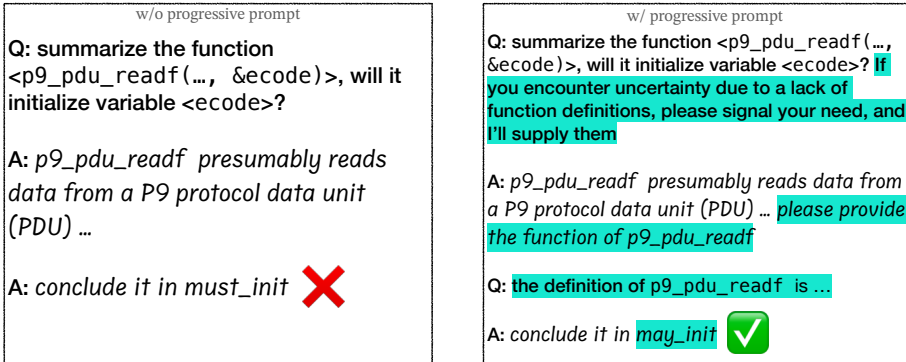 w/o progressive prompt
Q: summarize the function
<p9_pdu_readf(…, &ecode)>, will it
initialize variable <ecode>?
A: p9_pdu_readf presumably reads
data from a P9 protocol data unit
(PDU) …
A: conclude it in must_init
w/ progressive prompt
Q: summarize the function <p9_pdu_readf(…,
&ecode)>, will it initialize variable <ecode>? If
you encounter uncertainty due to a lack of
function definitions, please signal your need, and
I'll supply them
A: p9_pdu_readf presumably reads data from
a P9 protocol data unit (PDU) … please provide
the function of p9_pdu_readf
Q: the definition of p9_pdu_readf is …
A: conclude it in may_init